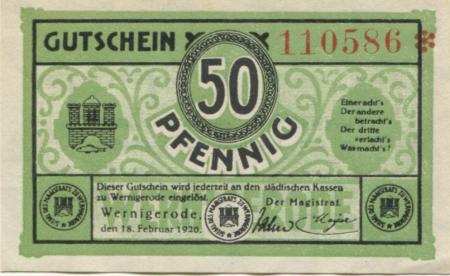 GUTSCHEIN
110586
50
PFENNIG
Einer acht's
Der andere
betracht's
Der dritte
verlacht's
Was macht's?
Dieser Gutschein wird jederzeit an den städtischen Kassen
zu Wernigerode eingelöst.
Der Magistrat.
Wernigerode,
den 18. Februar 1920.